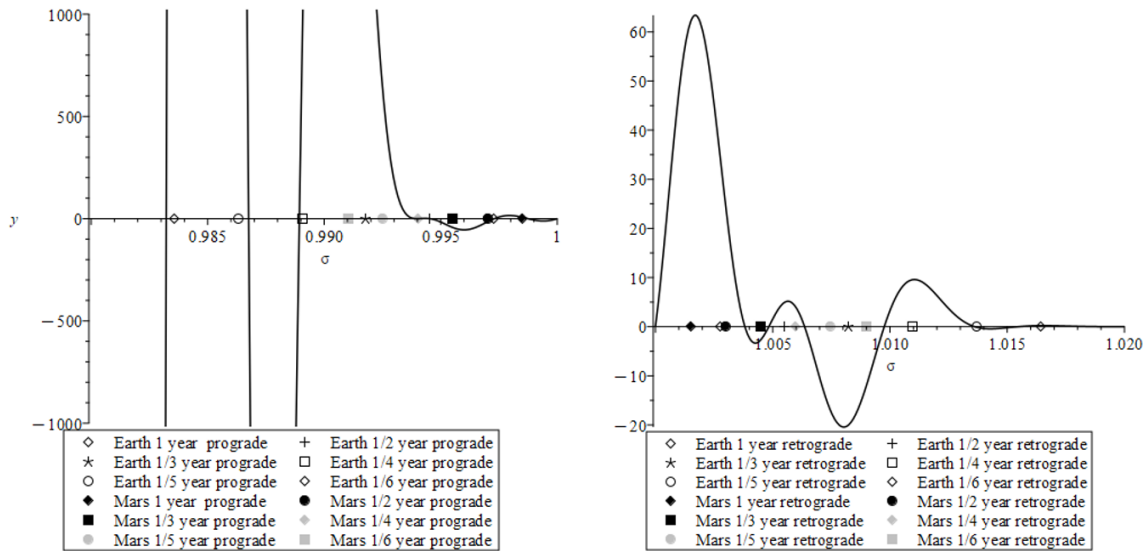 1000
500
y
0
0.985
0.990
0.995
1
σ
−500
−1000
Earth 1 year prograde
Earth 1/2 year prograde
Earth 1/3 year prograde
Earth 1/4 year prograde
Earth 1/5 year prograde
Earth 1/6 year prograde
Mars 1 year prograde
Mars 1/2 year prograde
Mars 1/3 year prograde
Mars 1/4 year prograde
Mars 1/5 year prograde
Mars 1/6 year prograde
60
50
40
30
20
10
0
1.005
1.010
1.015
1.020
σ
−10
−20
Earth 1 year retrograde
Earth 1/2 year retrograde
Earth 1/3 year retrograde
Earth 1/4 year retrograde
Earth 1/5 year retrograde
Earth 1/6 year retrograde
Mars 1 year retrograde
Mars 1/2 year retrograde
Mars 1/3 year retrograde
Mars 1/4 year retrograde
Mars 1/5 year retrograde
Mars 1/6 year retrograde